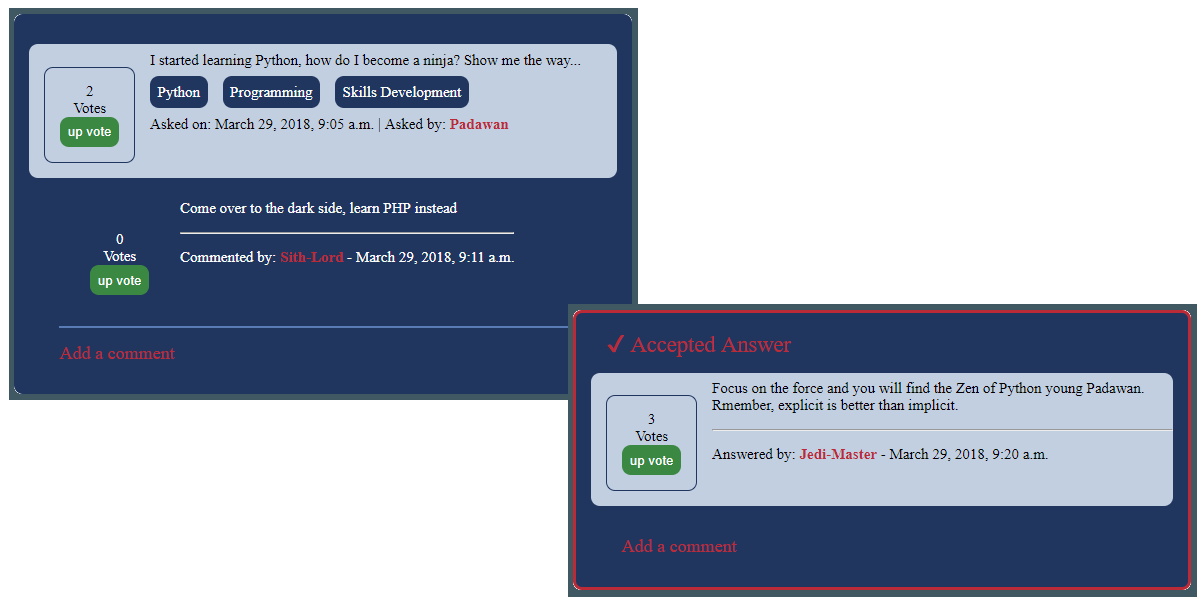 I started learning Python, how do I become a ninja? Show me the way...
2
Votes
up vote
Python Programming Skills Development
Asked on: March 29, 2018, 9:05 a.m. | Asked by: Padawan
Come over to the dark side, learn PHP instead
0
Votes
up vote
Commented by: Sith-Lord - March 29, 2018, 9:11 a.m.
Add a comment
✓ Accepted Answer
Focus on the force and you will find the Zen of Python young Padawan.
Rmember, explicit is better than implicit.
3
Votes
up vote
Answered by: Jedi-Master - March 29, 2018, 9:20 a.m.
Add a comment